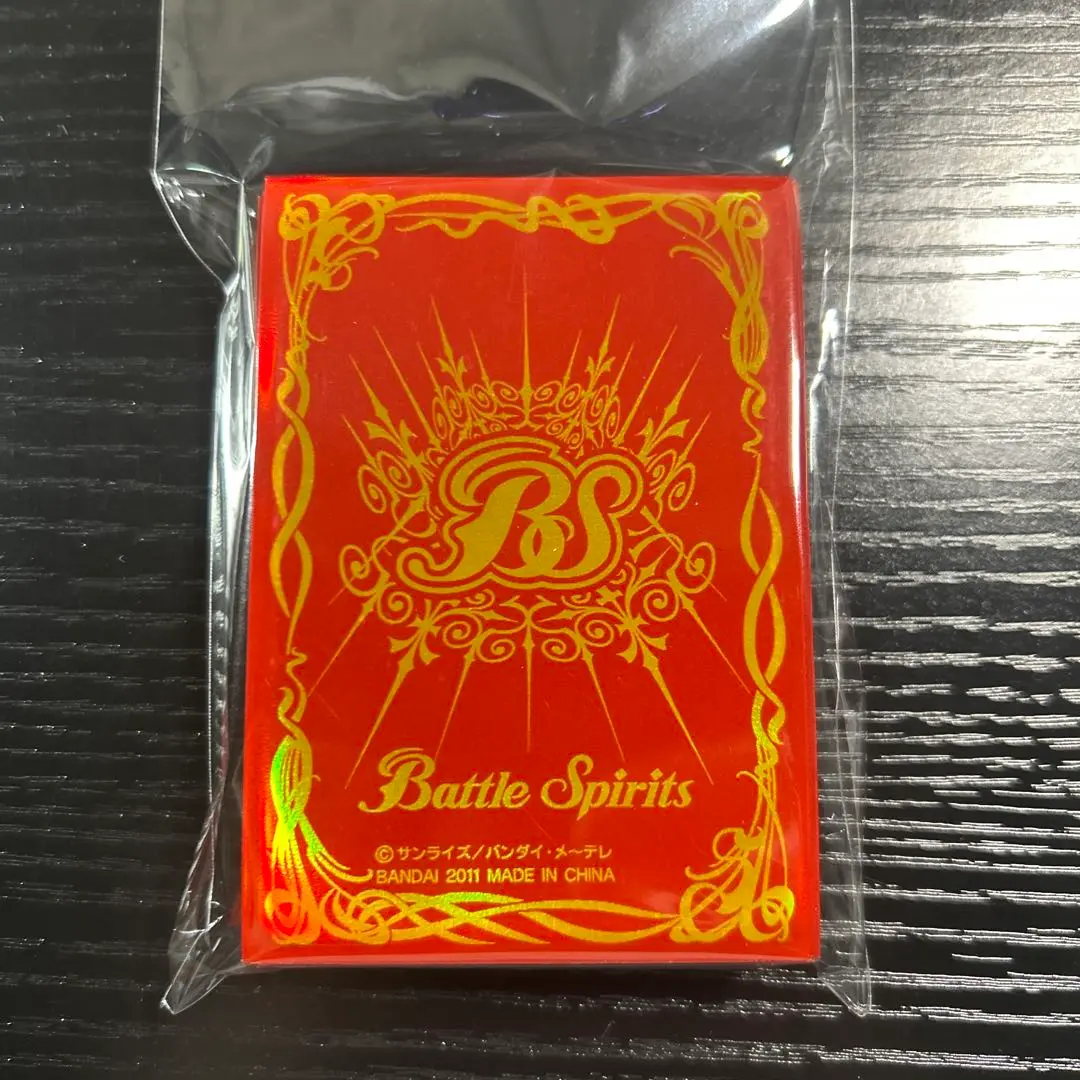 BS
Battle Spirits
©サンライズ/バンダイ・メ〜テレ
BANDAI 2011 MADE IN CHINA